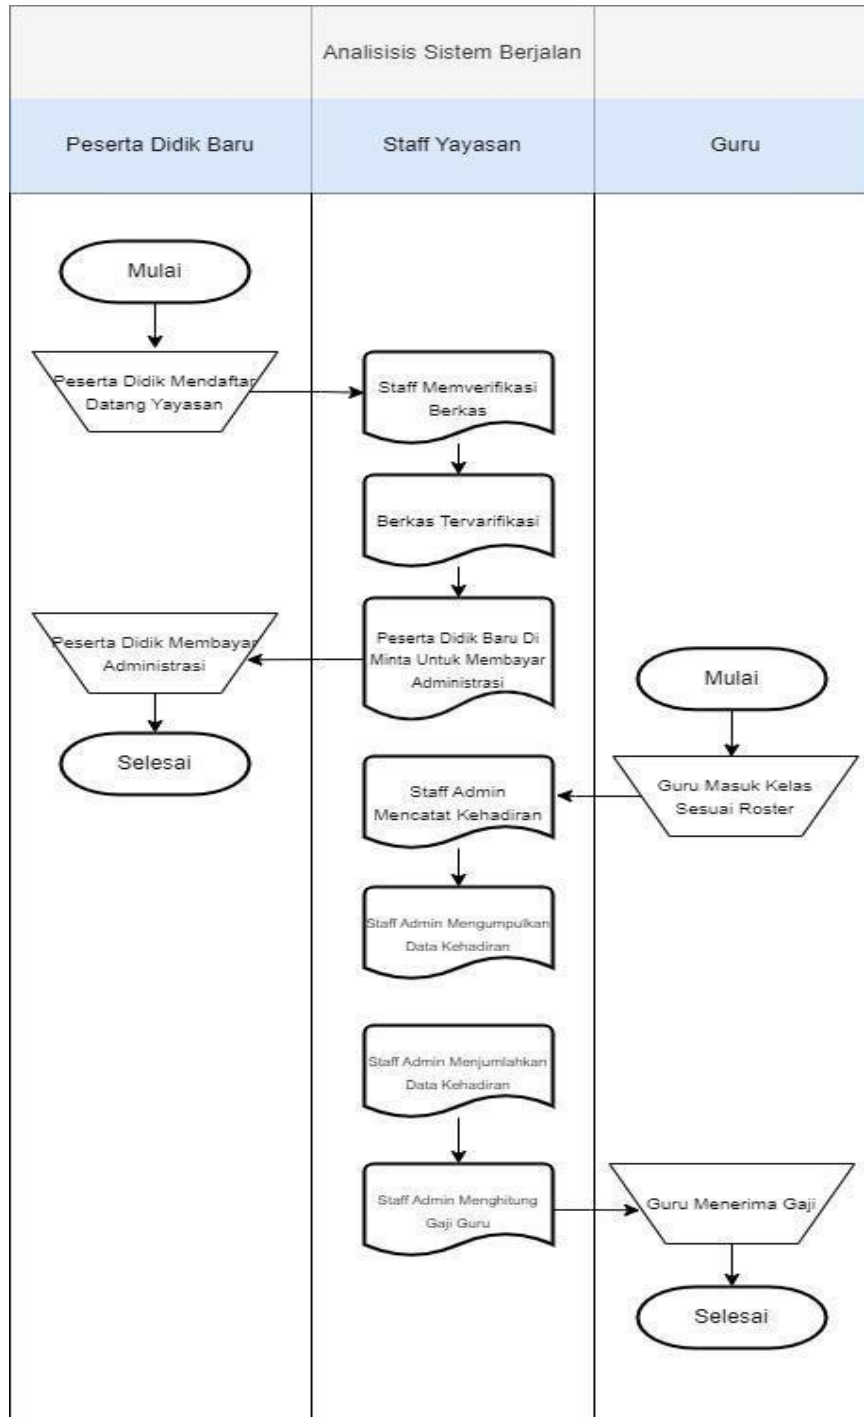 Analisisis Sistem Berjalan
Peserta Didik Baru
Staff Yayasan
Guru
Mulai
Peserta Didik Mendaftar
Datang Yayasan
Staff Memverifikasi
Berkas
Berkas Tervarifikasi
Peserta Didik Baru Di
Minta Untuk Membayar
Administrasi
Peserta Didik Membayar
Administrasi
Selesai
Mulai
Guru Masuk Kelas
Sesuai Roster
Staff Admin
Mencatat Kehadiran
Staff Admin Mengumpulkan
Data Kehadiran
Staff Admin Menjumlahkan
Data Kehadiran
Staff Admin Menghitung
Gaji Guru
Guru Menerima Gaji
Selesai